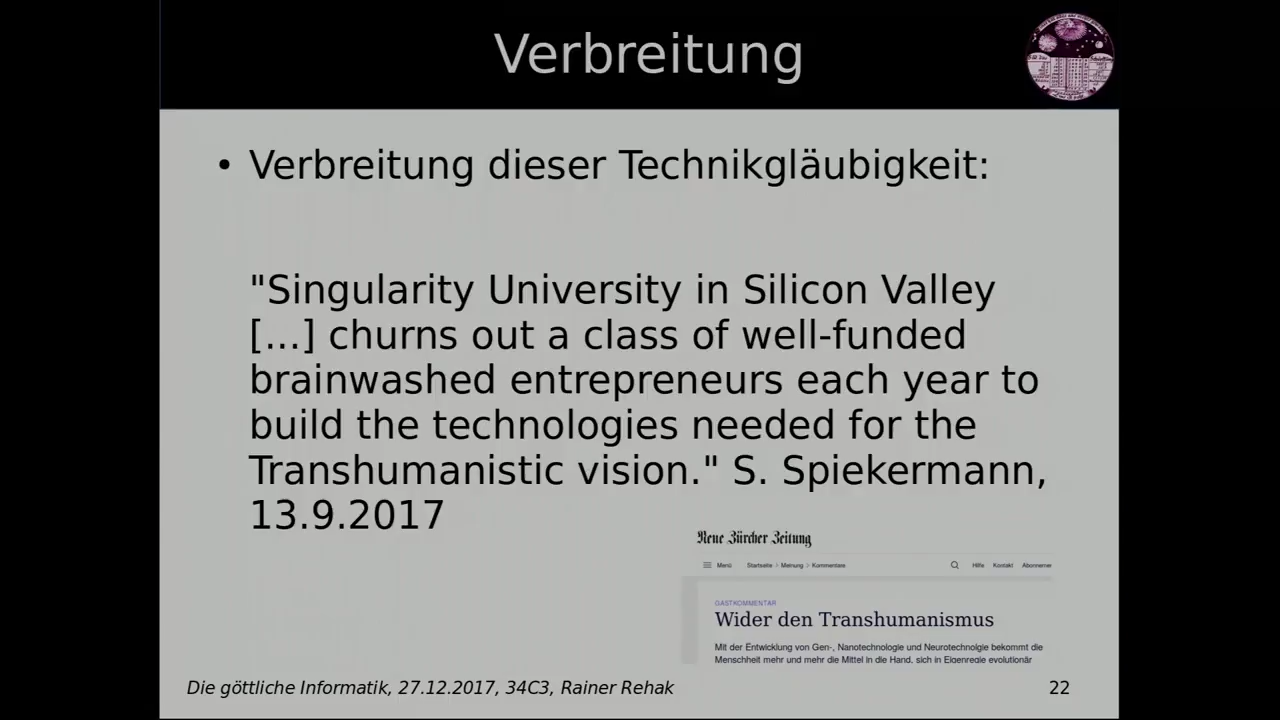 Verbreitung
• Verbreitung dieser Technikgläubigkeit:
"Singularity University in Silicon Valley
[...] churns out a class of well-funded
brainwashed entrepreneurs each year to
build the technologies needed for the
Transhumanistic vision." S. Spiekermann,
13.9.2017
Neue Zürcher Zeitung
Menü Startseite > Meinung > Kommentare Hilfe Kontakt Abonnemen
GASTKOMMENTAR
Wider den Transhumanismus
Mit der Entwicklung von Gen-, Nanotechnologie und Neurotechnolgie bekommt die
Menschheit mehr und mehr die Mittel in die Hand, sich in Eigenregie evolutionär
Die göttliche Informatik, 27.12.2017, 34C3, Rainer Rehak
22